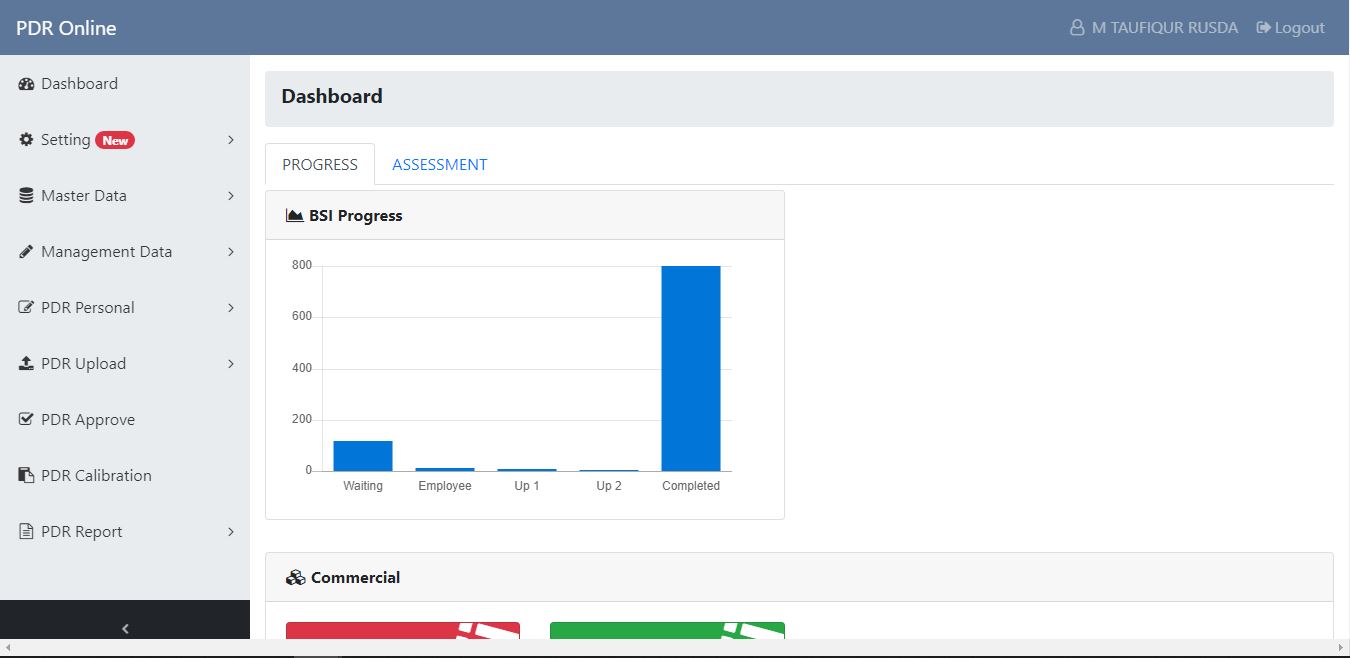 PDR Online
M TAUFIQUR RUSDA Logout
Dashboard
Setting New
Master Data
Management Data
PDR Personal
PDR Upload
PDR Approve
PDR Calibration
PDR Report
Dashboard
PROGRESS ASSESSMENT
BSI Progress
800
600
400
200
0
Waiting Employee Up 1 Up 2 Completed
Commercial